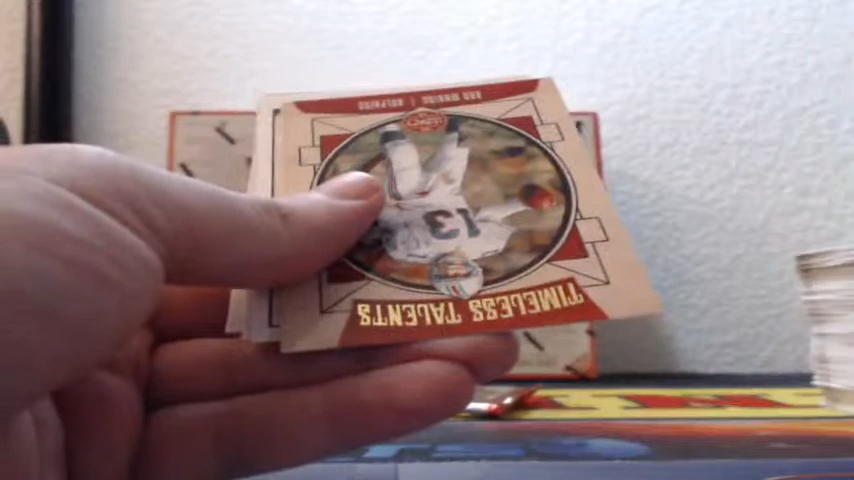 TIMELESS TALENTS
13
DAN MARINO | DOLPHINS